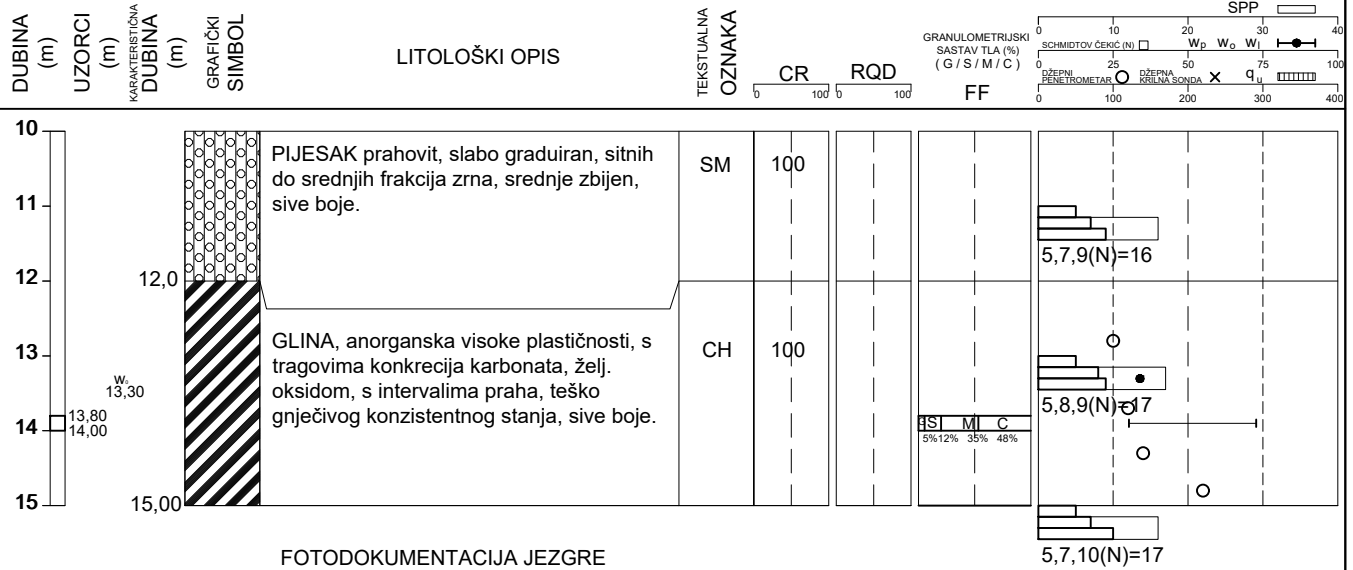 DUBINA
(m)
UZORCI
(m)
KARAKTERISTIČNA
DUBINA
(m)
GRAFIČKI
SIMBOL
LITOLOŠKI OPIS
TEKSTUALNA
OZNAKA
CR
0 100
RQD
0 100
GRANULOMETRIJSKI
SASTAV TLA (%)
( G / S / M / C )
FF
SPP
0 10 20 30 40
SCHMIDTOV ČEKIĆ (N) Wp Wo Wl
0 25 50 75 100
DŽEPNI
PENETROMETAR
DŽEPNA
KRILNA SONDA
qu
0 100 200 300 400
10
PIJESAK prahovit, slabo graduiran, sitnih
do srednjih frakcija zrna, srednje zbijen,
sive boje.
SM
100
11
5,7,9(N)=16
12
12,0
GLINA, anorganska visoke plastičnosti, s
tragovima konkrecija karbonata, želj.
oksidom, s intervalima praha, teško
gnječivog konzistentnog stanja, sive boje.
CH
100
13
W₀
13,30
5,8,9(N)=17
13,80
14
14,00
G S M C
5% 12% 35% 48%
15
15,00
5,7,10(N)=17
FOTODOKUMENTACIJA JEZGRE